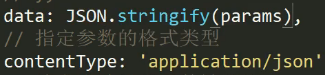 data: JSON.stringify(params),
// 指定参数的格式类型
contentType: 'application/json'